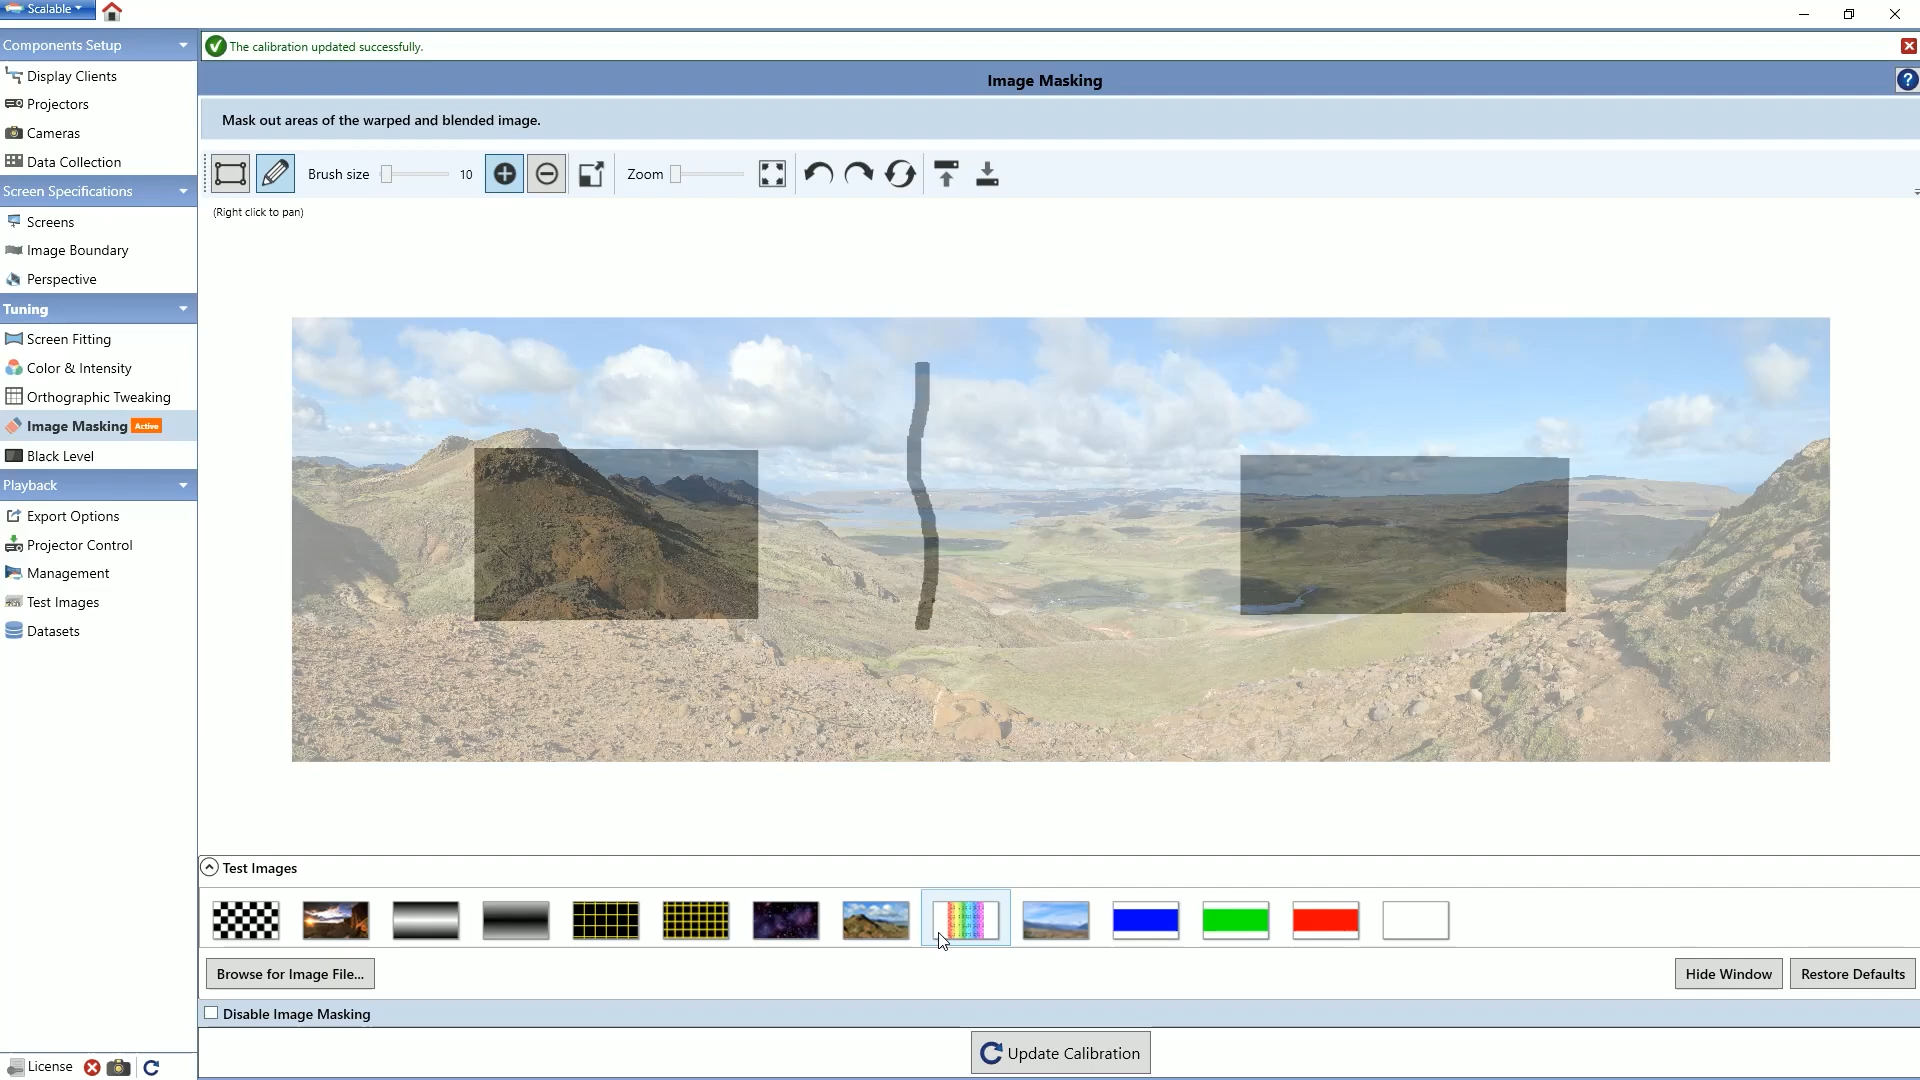 Scalable
Components Setup
The calibration updated successfully.
Display Clients
Image Masking
?
Projectors
Mask out areas of the warped and blended image.
Cameras
Data Collection
Brush size
10
Zoom
Screen Specifications
(Right click to pan)
Screens
Image Boundary
Perspective
Tuning
Screen Fitting
Color & Intensity
Orthographic Tweaking
Image Masking Active
Black Level
Playback
Export Options
Projector Control
Management
Test Images
Datasets
Test Images
Browse for Image File...
Hide Window
Restore Defaults
Disable Image Masking
Update Calibration
License